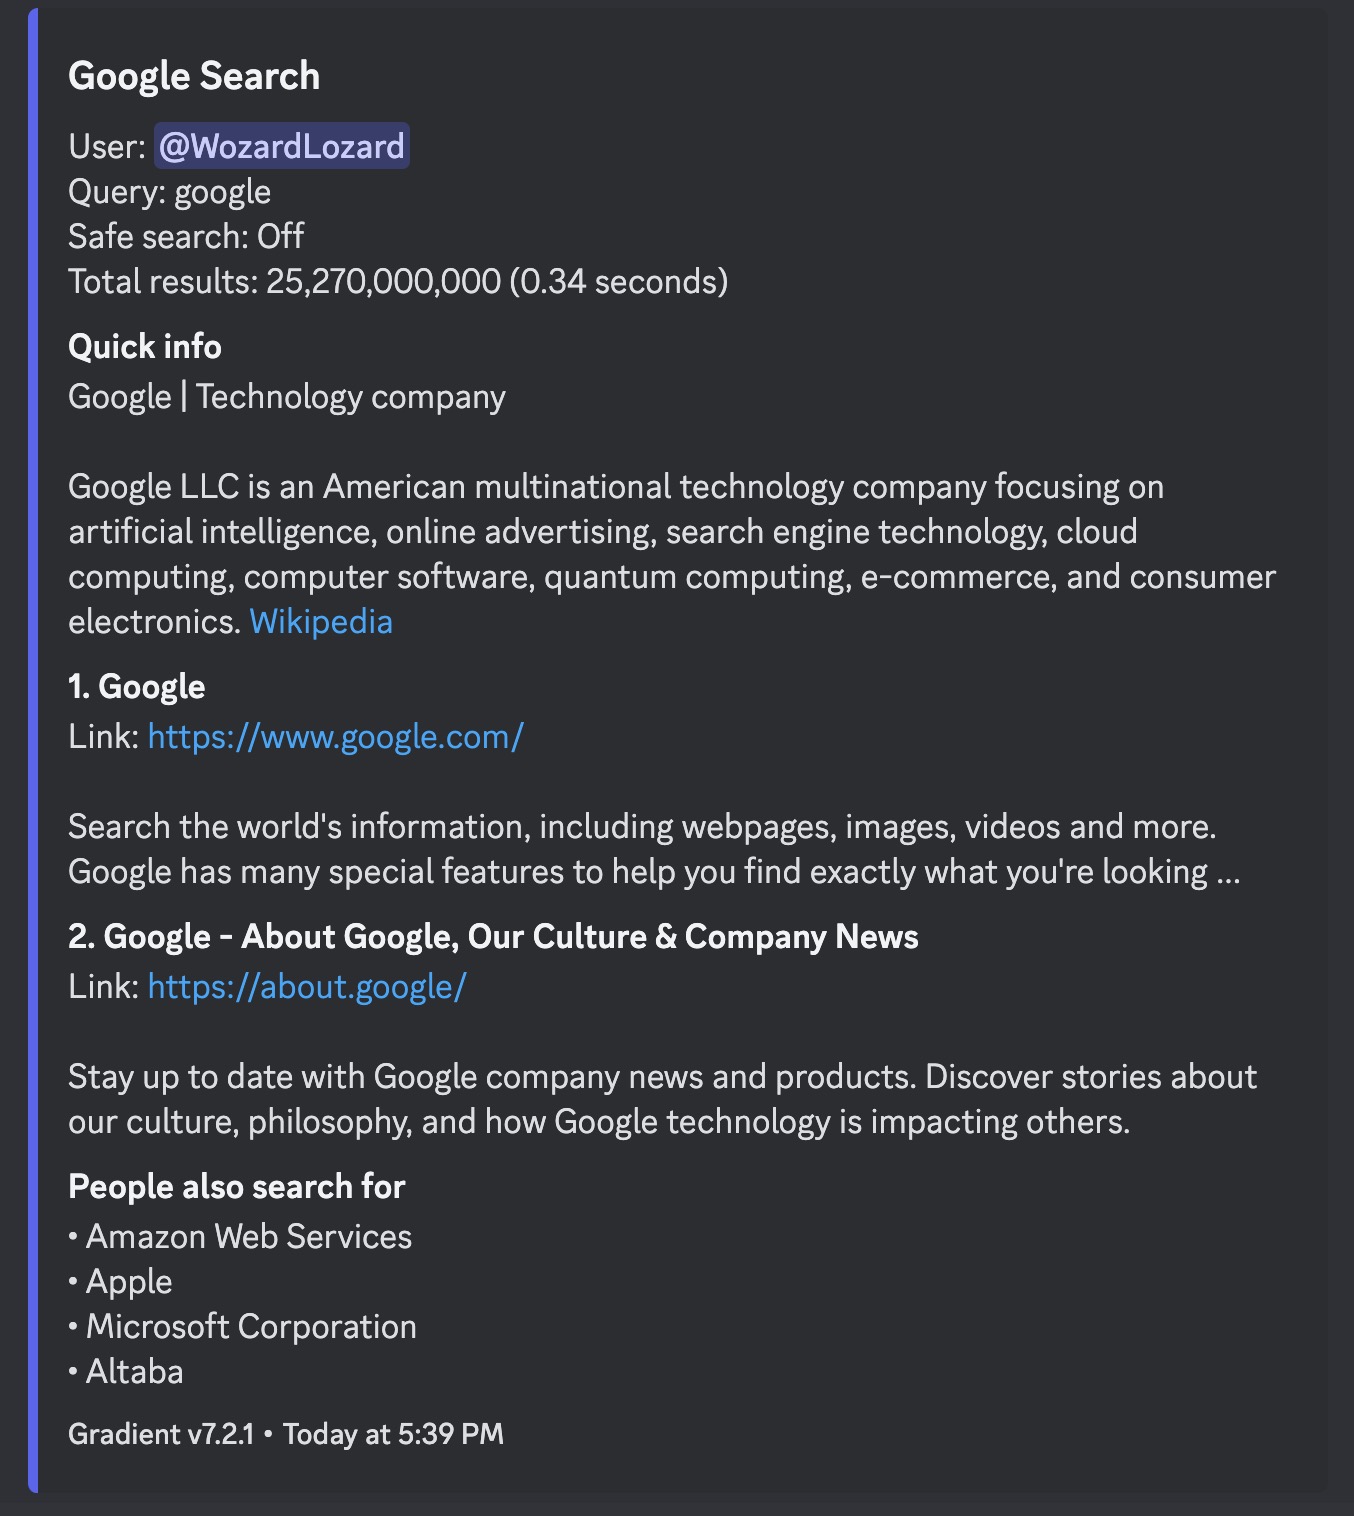 Google Search
User: @WozardLozard
Query: google
Safe search: Off
Total results: 25,270,000,000 (0.34 seconds)
Quick info
Google | Technology company
Google LLC is an American multinational technology company focusing on
artificial intelligence, online advertising, search engine technology, cloud
computing, computer software, quantum computing, e-commerce, and consumer
electronics. Wikipedia
1. Google
Link: https://www.google.com/
Search the world's information, including webpages, images, videos and more.
Google has many special features to help you find exactly what you're looking ...
2. Google - About Google, Our Culture & Company News
Link: https://about.google/
Stay up to date with Google company news and products. Discover stories about
our culture, philosophy, and how Google technology is impacting others.
People also search for
• Amazon Web Services
• Apple
• Microsoft Corporation
• Altaba
Gradient v7.2.1 • Today at 5:39 PM